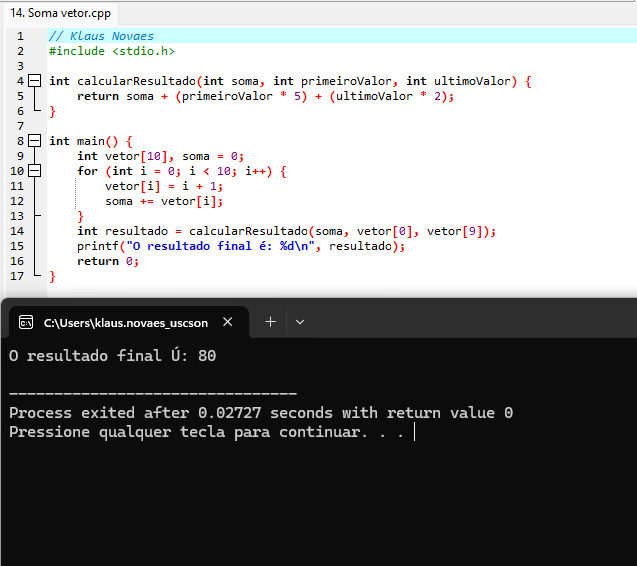 14. Soma vetor.cpp
1 // Klaus Novaes
2 #include <stdio.h>
3
4 int calcularResultado(int soma, int primeiroValor, int ultimoValor) {
5     return soma + (primeiroValor * 5) + (ultimoValor * 2);
6 }
7
8 int main() {
9     int vetor[10], soma = 0;
10     for (int i = 0; i < 10; i++) {
11         vetor[i] = i + 1;
12         soma += vetor[i];
13     }
14     int resultado = calcularResultado(soma, vetor[0], vetor[9]);
15     printf("O resultado final é: %d\n", resultado);
16     return 0;
17 }
C:\Users\klaus.novaes_uscson
O resultado final Ú: 80
--------------------------------
Process exited after 0.02727 seconds with return value 0
Pressione qualquer tecla para continuar. . .